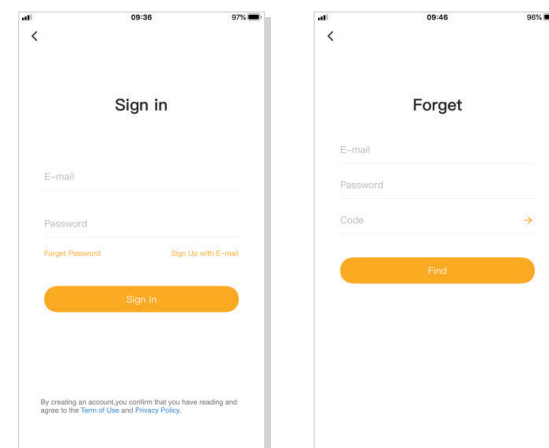 09:36
97%
Sign in
E-mail
Password
Forget Password
Sign Up with E-mail
Sign In
By creating an account,you confirm that you have reading and
agree to the Term of Use and Privacy Policy.
09:46
96%
Forget
E-mail
Password
Code
Find